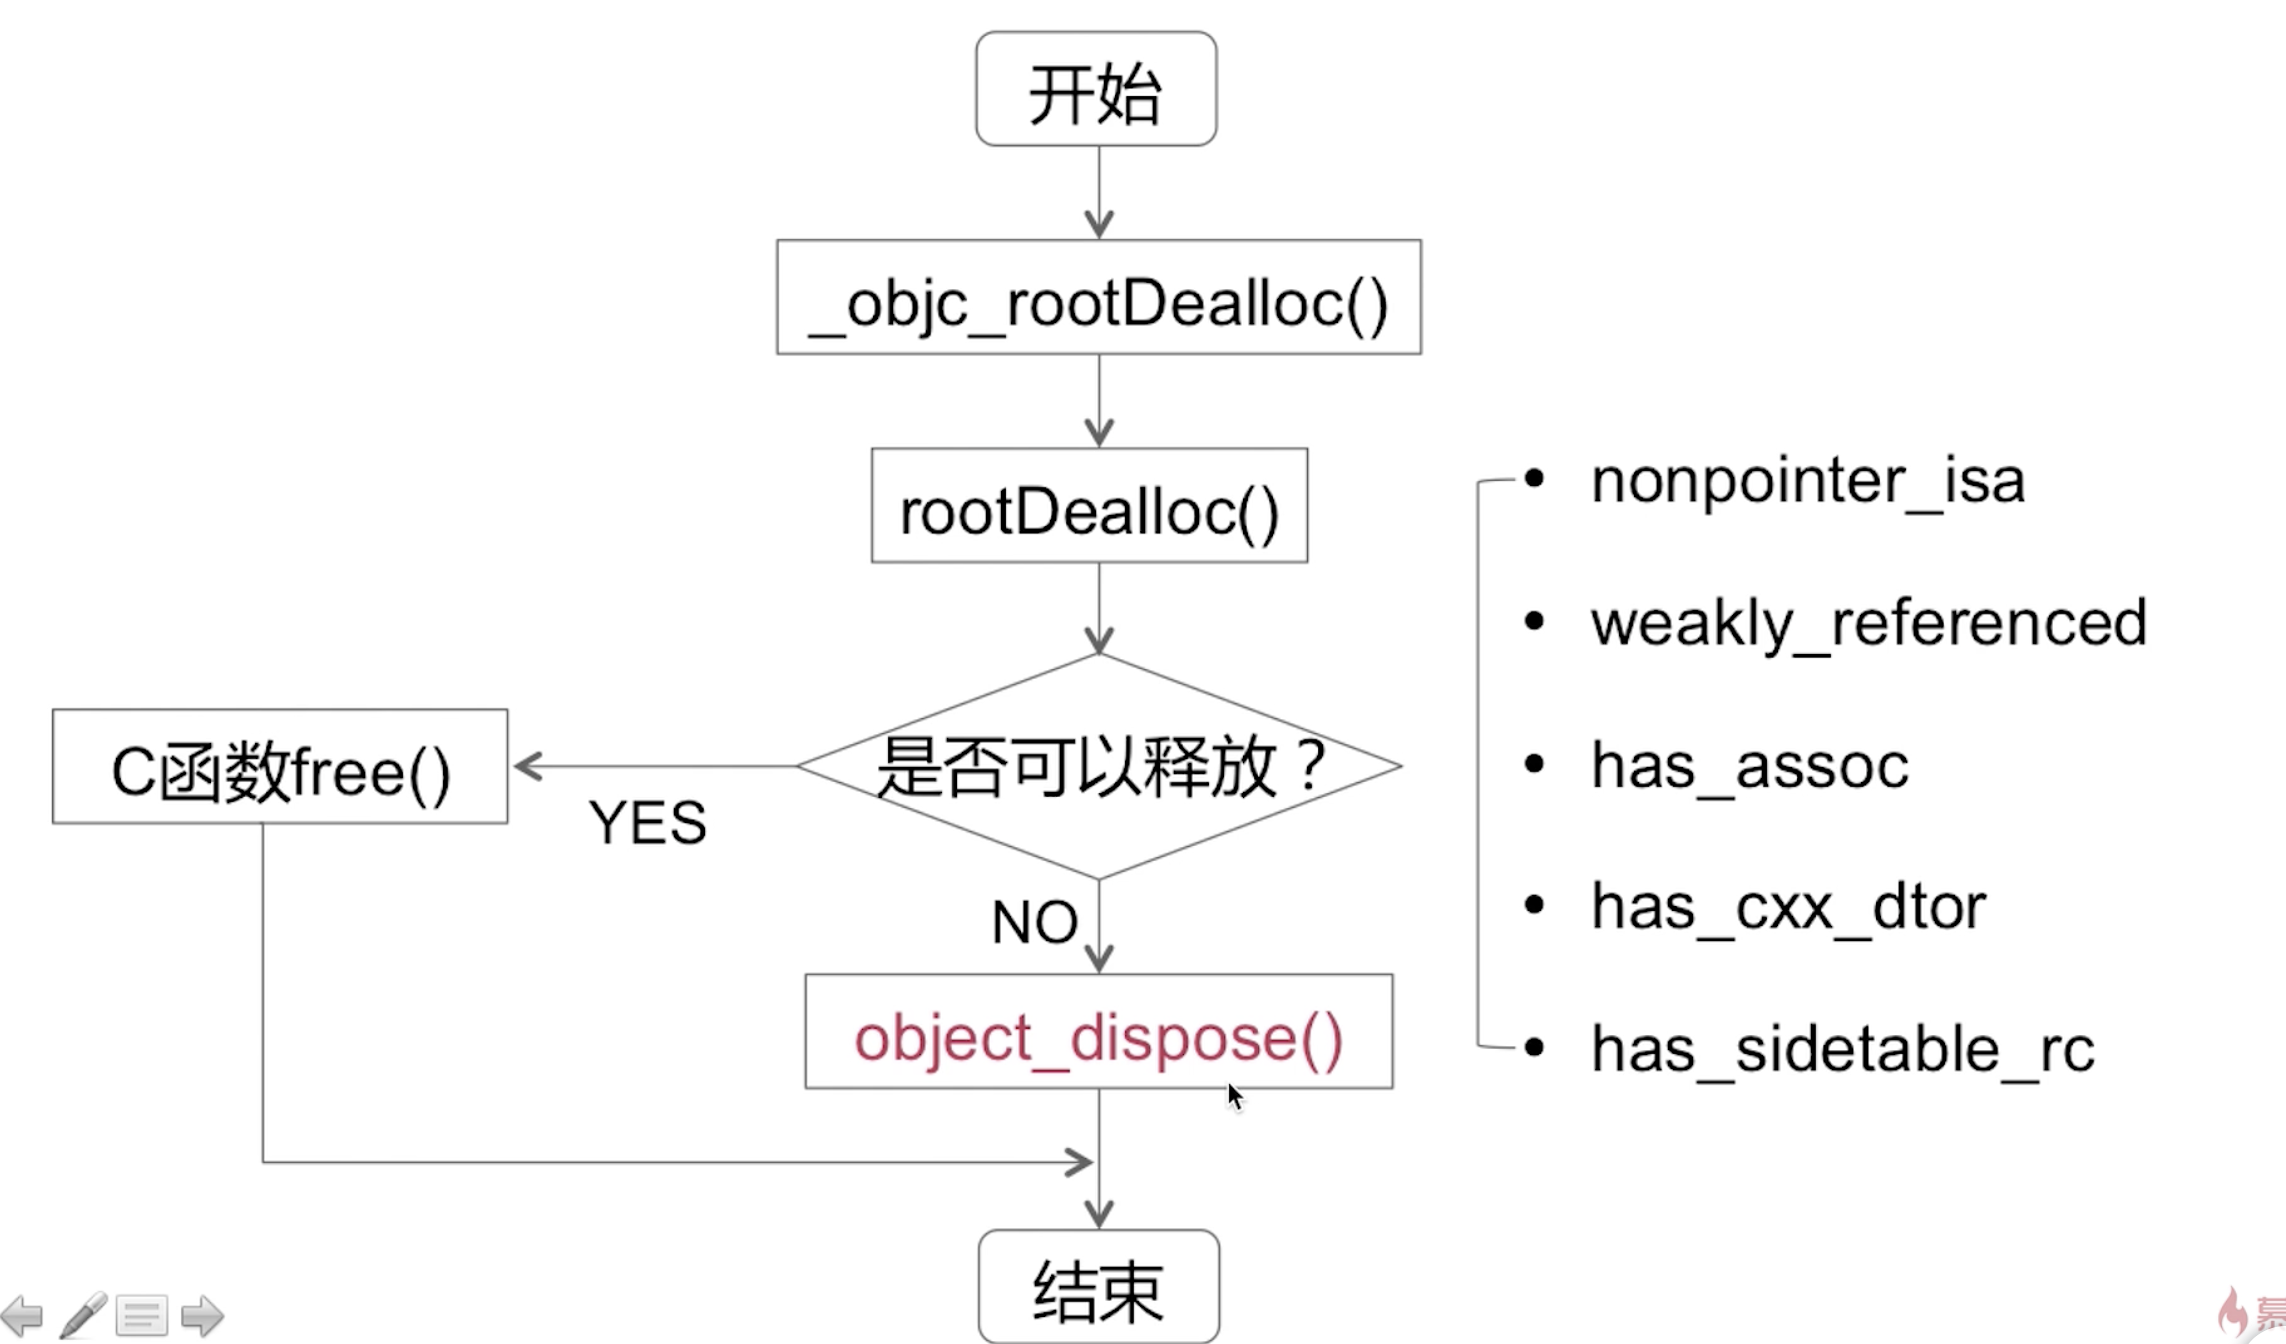 开始
_objc_rootDealloc()
rootDealloc()
是否可以释放？
YES
C函数free()
NO
object_dispose()
结束
• nonpointer_isa
• weakly_referenced
• has_assoc
• has_cxx_dtor
• has_sidetable_rc